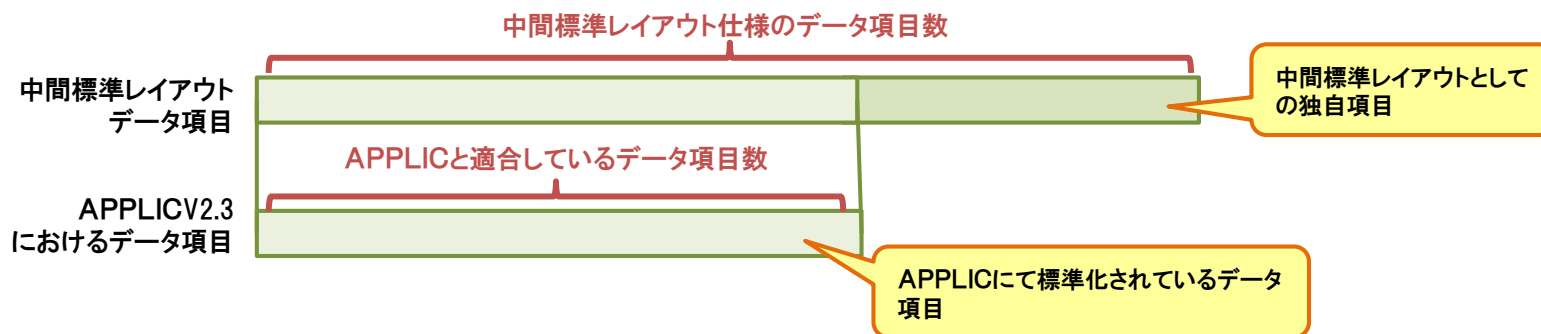 中間標準レイアウト仕様のデータ項目数
中間標準レイアウト
データ項目
中間標準レイアウトとして
の独自項目
APPLICと適合しているデータ項目数
APPLICV2.3
におけるデータ項目
APPLICにて標準化されているデータ
項目